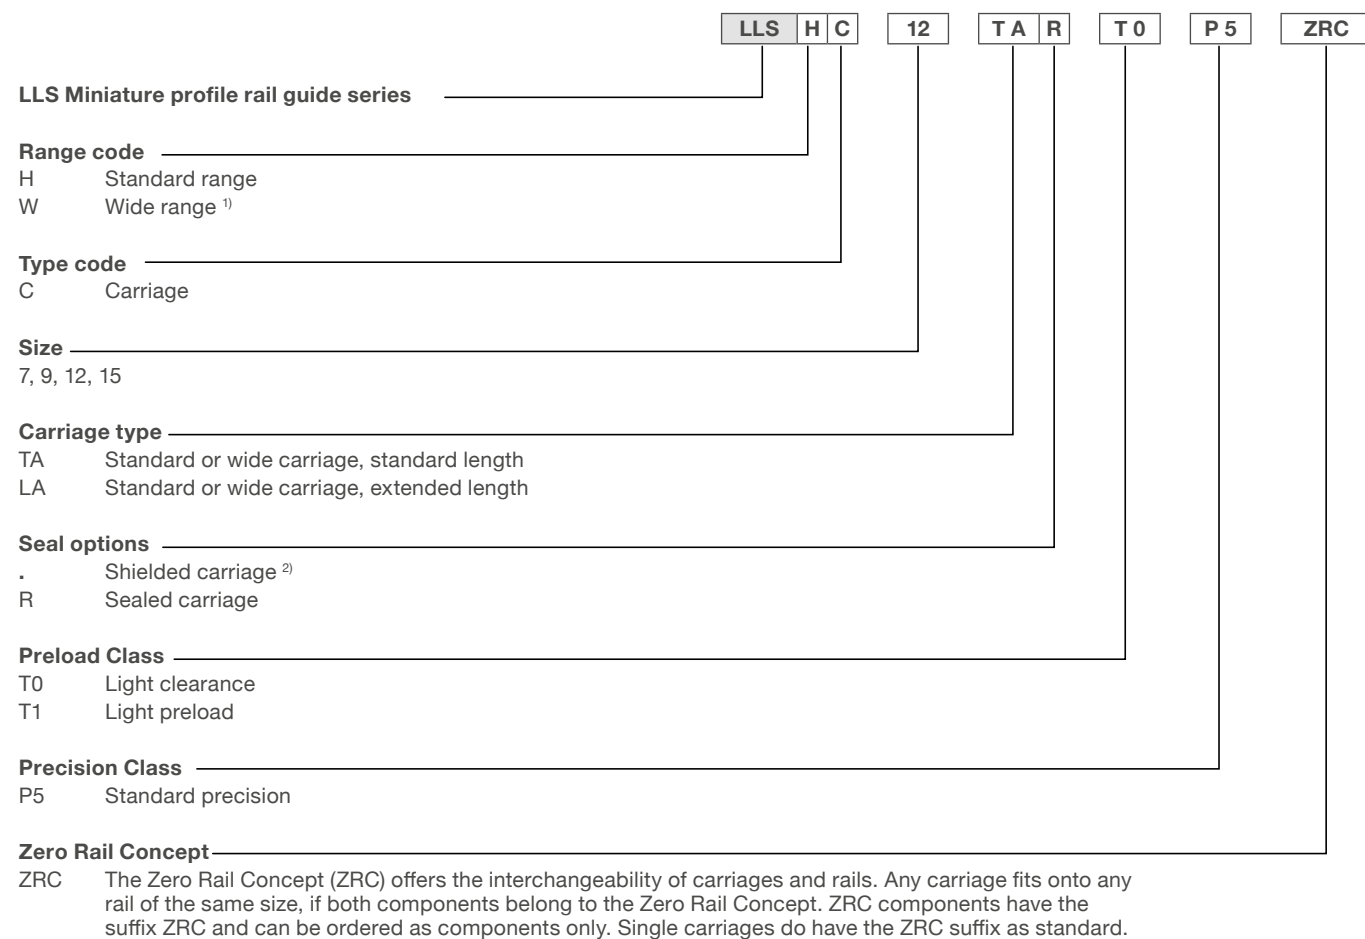 LLS H C 12 T A R T 0 P 5 ZRC
LLS Miniature profile rail guide series
Range code
H Standard range
W Wide range 1)
Type code
C Carriage
Size
7, 9, 12, 15
Carriage type
TA Standard or wide carriage, standard length
LA Standard or wide carriage, extended length
Seal options
. Shielded carriage 2)
R Sealed carriage
Preload Class
T0 Light clearance
T1 Light preload
Precision Class
P5 Standard precision
Zero Rail Concept
ZRC The Zero Rail Concept (ZRC) offers the interchangeability of carriages and rails. Any carriage fits onto any
rail of the same size, if both components belong to the Zero Rail Concept. ZRC components have the
suffix ZRC and can be ordered as components only. Single carriages do have the ZRC suffix as standard.